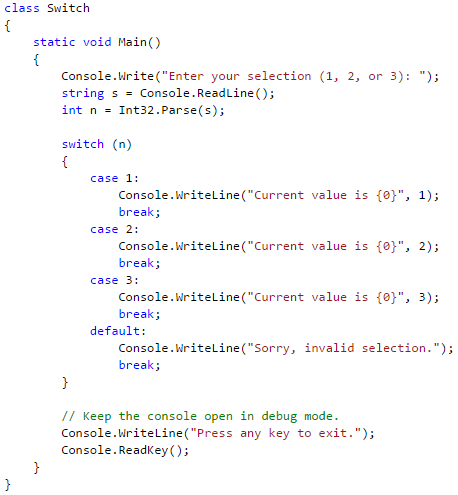 class Switch
{
    static void Main()
    {
        Console.Write("Enter your selection (1, 2, or 3): ");
        string s = Console.ReadLine();
        int n = Int32.Parse(s);

        switch (n)
        {
            case 1:
                Console.WriteLine("Current value is {0}", 1);
                break;
            case 2:
                Console.WriteLine("Current value is {0}", 2);
                break;
            case 3:
                Console.WriteLine("Current value is {0}", 3);
                break;
            default:
                Console.WriteLine("Sorry, invalid selection.");
                break;
        }

        // Keep the console open in debug mode.
        Console.WriteLine("Press any key to exit.");
        Console.ReadKey();
    }
}